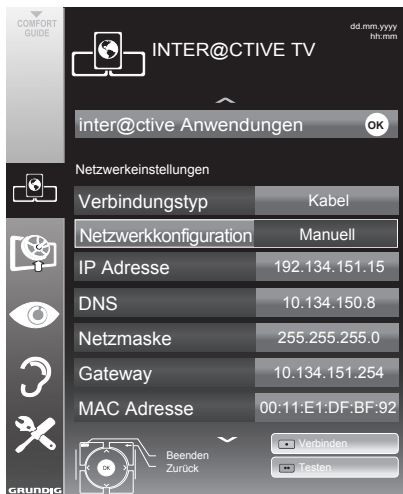 COMFORT
GUIDE
INTER@CTIVE TV
dd.mm.yyyy
hh:mm
inter@ctive Anwendungen OK
Netzwerkeinstellungen
Verbindungstyp Kabel
Netzwerkkonfiguration Manuell
IP Adresse 192.134.151.15
DNS 10.134.150.8
Netzmaske 255.255.255.0
Gateway 10.134.151.254
MAC Adresse 00:11:E1:DF:BF:92
OK
Beenden
Zurück
Verbinden
Testen
GRUNDIG